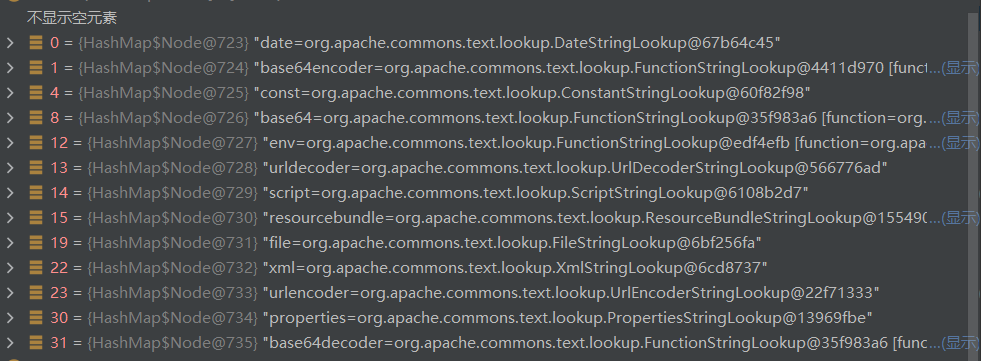 不显示空元素
0 = {HashMap$Node@723} "date=org.apache.commons.text.lookup.DateStringLookup@67b64c45"
1 = {HashMap$Node@724} "base64encoder=org.apache.commons.text.lookup.FunctionStringLookup@4411d970 [funct ...(显示)
4 = {HashMap$Node@725} "const=org.apache.commons.text.lookup.ConstantStringLookup@60f82f98"
8 = {HashMap$Node@726} "base64=org.apache.commons.text.lookup.FunctionStringLookup@35f983a6 [function=org. ...(显示)
12 = {HashMap$Node@727} "env=org.apache.commons.text.lookup.FunctionStringLookup@edf4efb [function=org.apa ...(显示)
13 = {HashMap$Node@728} "urldecoder=org.apache.commons.text.lookup.UrlDecoderStringLookup@566776ad"
14 = {HashMap$Node@729} "script=org.apache.commons.text.lookup.ScriptStringLookup@6108b2d7"
15 = {HashMap$Node@730} "resourcebundle=org.apache.commons.text.lookup.ResourceBundleStringLookup@155490 ...(显示)
19 = {HashMap$Node@731} "file=org.apache.commons.text.lookup.FileStringLookup@6bf256fa"
22 = {HashMap$Node@732} "xml=org.apache.commons.text.lookup.XmlStringLookup@6cd8737"
23 = {HashMap$Node@733} "urlencoder=org.apache.commons.text.lookup.UrlEncoderStringLookup@22f71333"
30 = {HashMap$Node@734} "properties=org.apache.commons.text.lookup.PropertiesStringLookup@13969fbe"
31 = {HashMap$Node@735} "base64decoder=org.apache.commons.text.lookup.FunctionStringLookup@35f983a6 [func ...(显示)